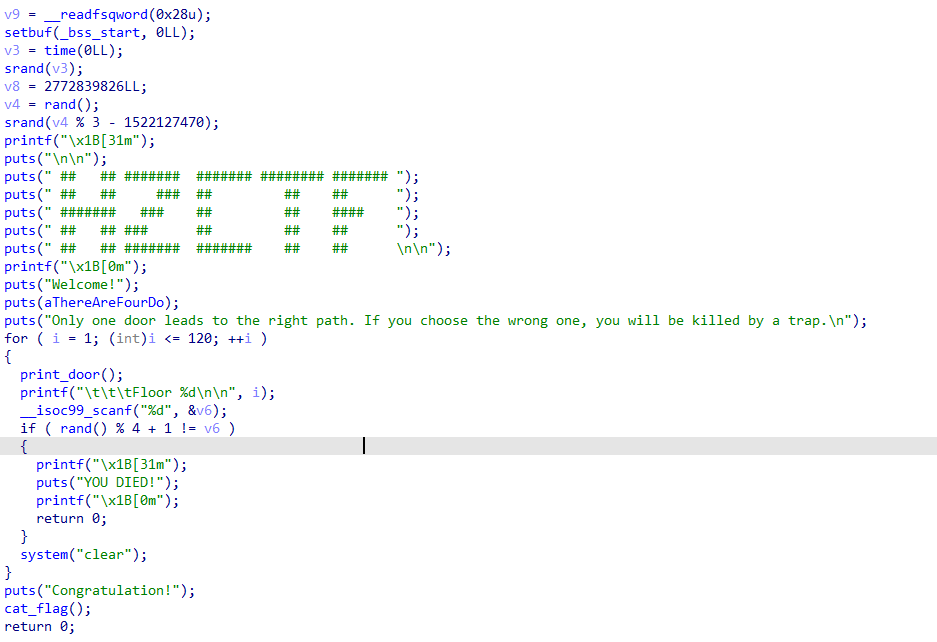 v9 = __readfsqword(0x28u);
setbuf(_bss_start, 0LL);
v3 = time(0LL);
srand(v3);
v8 = 2772839826LL;
v4 = rand();
srand(v4 % 3 - 1522127470);
printf("\x1B[31m");
puts("\n\n");
puts(" ##   ## #######  ####### ######## ####### ");
puts(" ##   ##     ###  ##         ##    ##      ");
puts(" #######   ###    ##         ##    ####    ");
puts(" ##   ## ###      ##         ##    ##      ");
puts(" ##   ## #######  #######    ##    ##      \n\n");
printf("\x1B[0m");
puts("Welcome!");
puts(aThereAreFourDo);
puts("Only one door leads to the right path. If you choose the wrong one, you will be killed by a trap.\n");
for ( i = 1; (int)i <= 120; ++i )
{
  print_door();
  printf("\t\t\tFloor %d\n\n", i);
  __isoc99_scanf("%d", &v6);
  if ( rand() % 4 + 1 != v6 )
  {
    printf("\x1B[31m");
    puts("YOU DIED!");
    printf("\x1B[0m");
    return 0;
  }
  system("clear");
}
puts("Congratulation!");
cat_flag();
return 0;